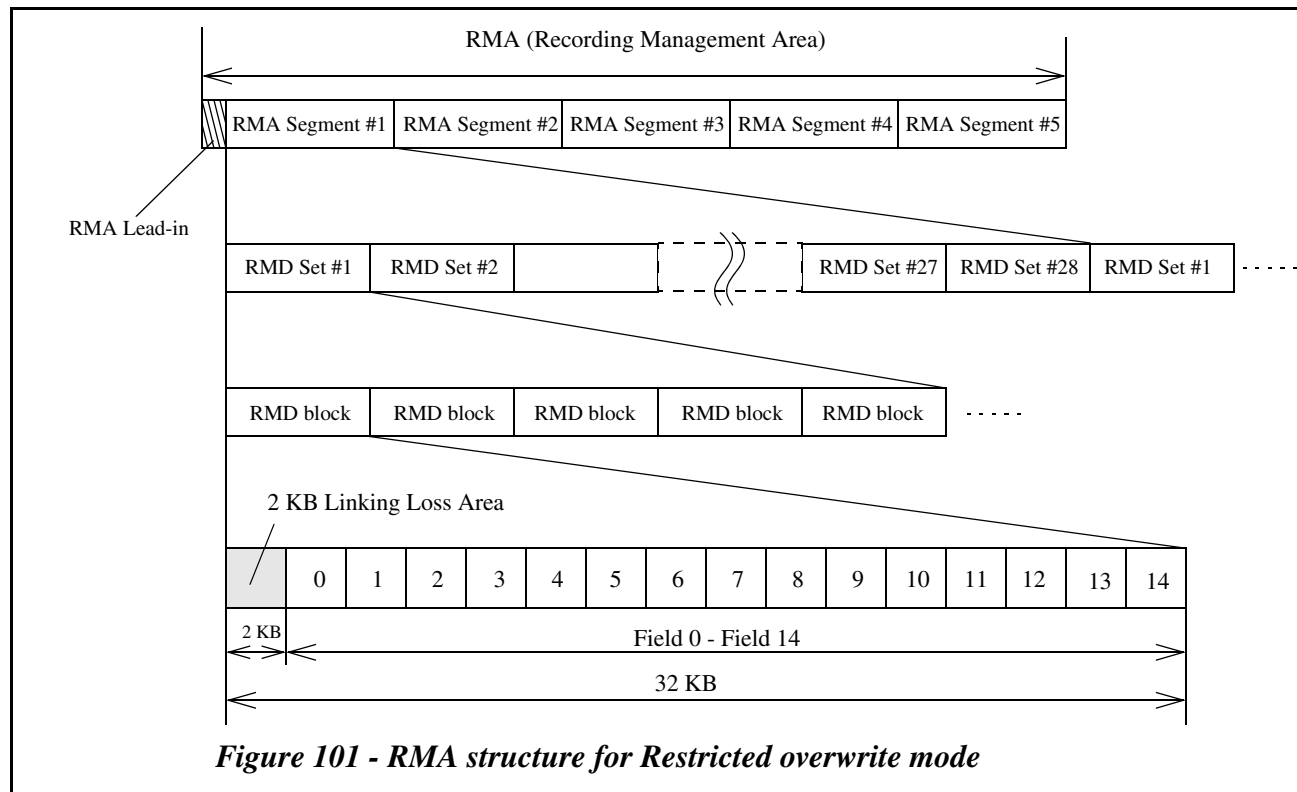 RMA (Recording Management Area)
RMA Segment #1 RMA Segment #2 RMA Segment #3 RMA Segment #4 RMA Segment #5
RMA Lead-in
RMD Set #1 RMD Set #2 RMD Set #27 RMD Set #28 RMD Set #1
RMD block RMD block RMD block RMD block RMD block
2 KB Linking Loss Area
0 1 2 3 4 5 6 7 8 9 10 11 12 13 14
2 KB Field 0 - Field 14
32 KB
Figure 101 - RMA structure for Restricted overwrite mode